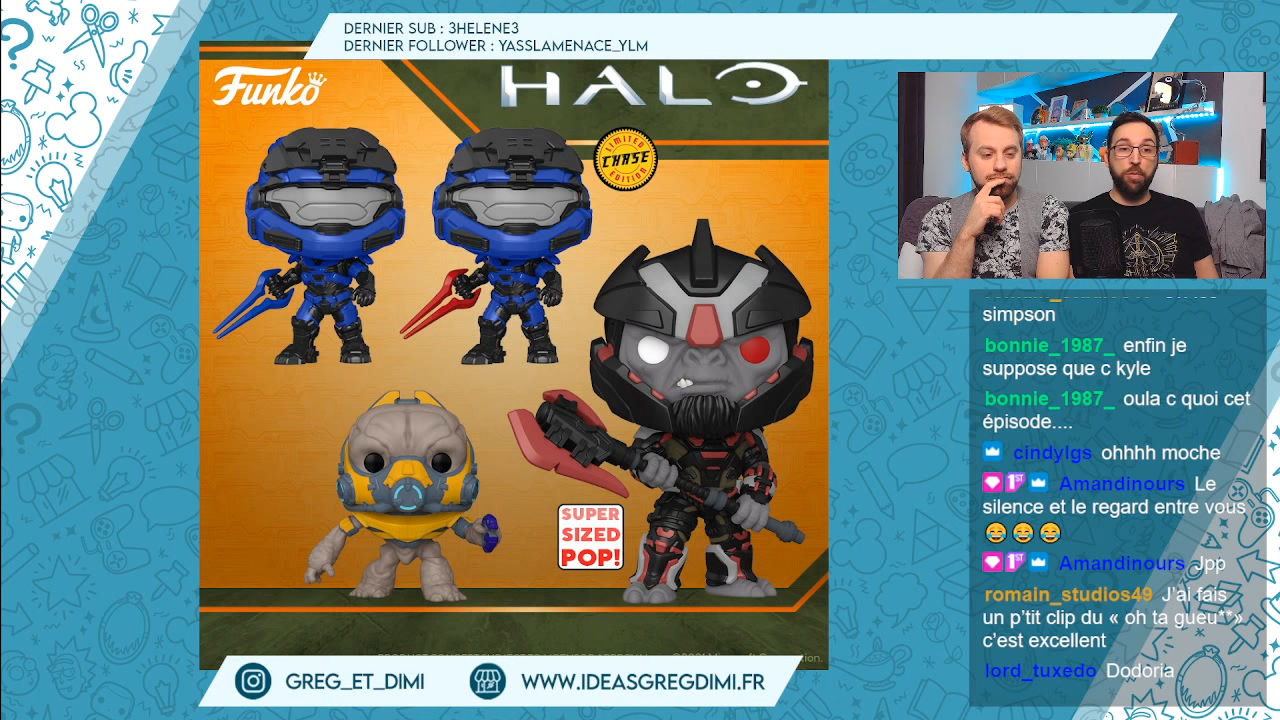 DERNIER SUB : 3HELENE3
DERNIER FOLLOWER : YASSLAMENACE_YLM
Funko
HALO
LIMITED
CHASE
EDITION
SUPER
SIZED
POP!
simpson
bonnie_1987_ enfin je
suppose que c kyle
bonnie_1987_ oula c quoi cet
épisode....
cindylgs ohhhh moche
1ST Amandinours Le
silence et le regard entre vous
😂 😂 😂
1ST Amandinours Jpp
romain_studios49 J'ai fais
un p'tit clip du « oh ta gueu**»
c'est excellent
lord_tuxedo Dodoria
GREG_ET_DIMI
WWW.IDEASGREGDIMI.FR